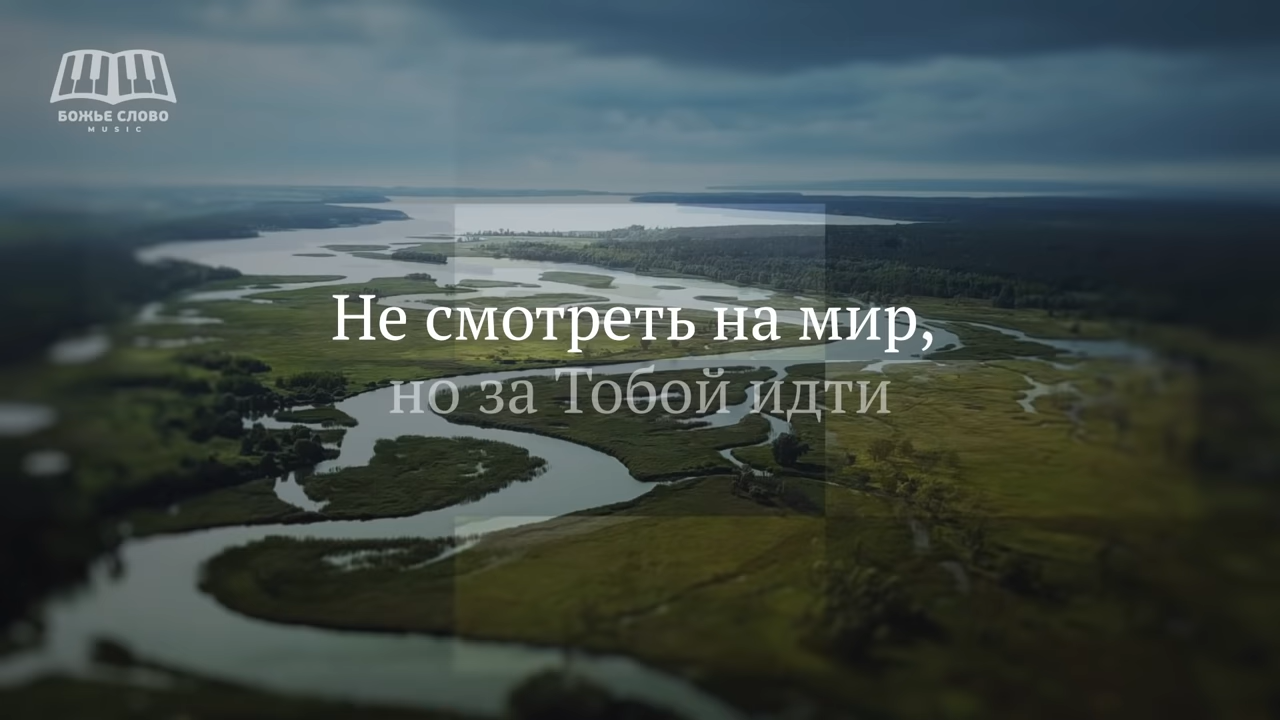 БОЖЬЕ СЛОВО
MUSIC
Не смотреть на мир,
но за Тобой идти